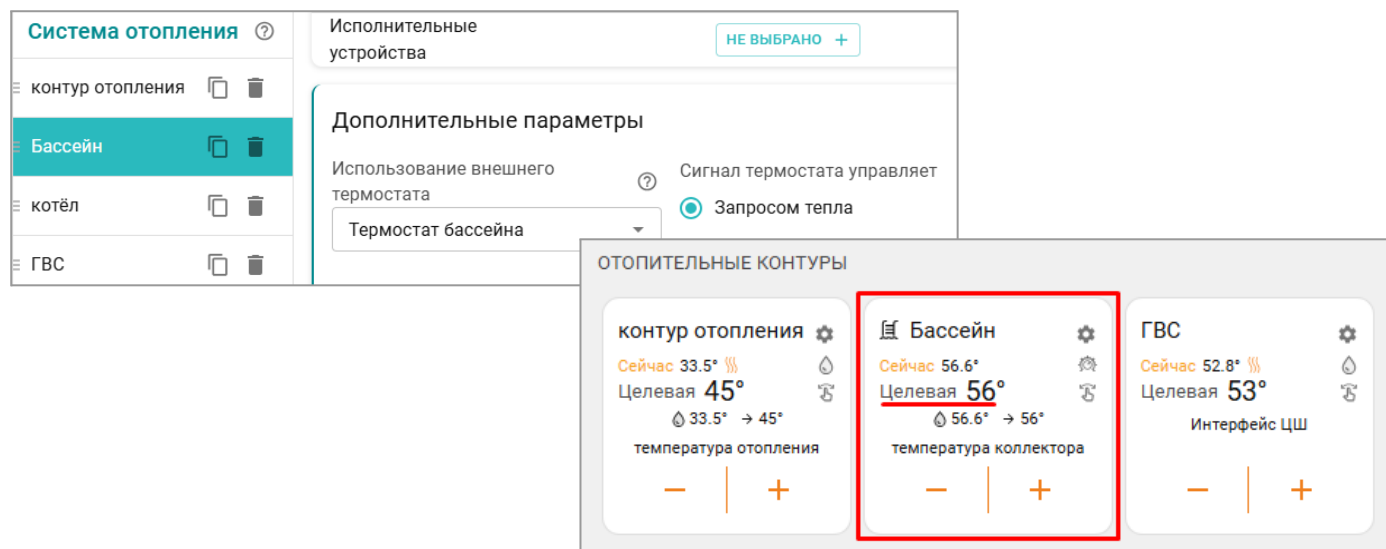 Система отопления
контур отопления
Бассейн
котёл
ГВС
Исполнительные
устройства
НЕ ВЫБРАНО +
Дополнительные параметры
Использование внешнего
термостата
Термостат бассейна
Сигнал термостата управляет
Запросом тепла
ОТОПИТЕЛЬНЫЕ КОНТУРЫ
контур отопления
Сейчас 33.5°
Целевая 45°
33.5° → 45°
температура отопления
− +
Бассейн
Сейчас 56.6°
Целевая 56°
56.6° → 56°
температура коллектора
− +
ГВС
Сейчас 52.8°
Целевая 53°
Интерфейс ЦШ
− +